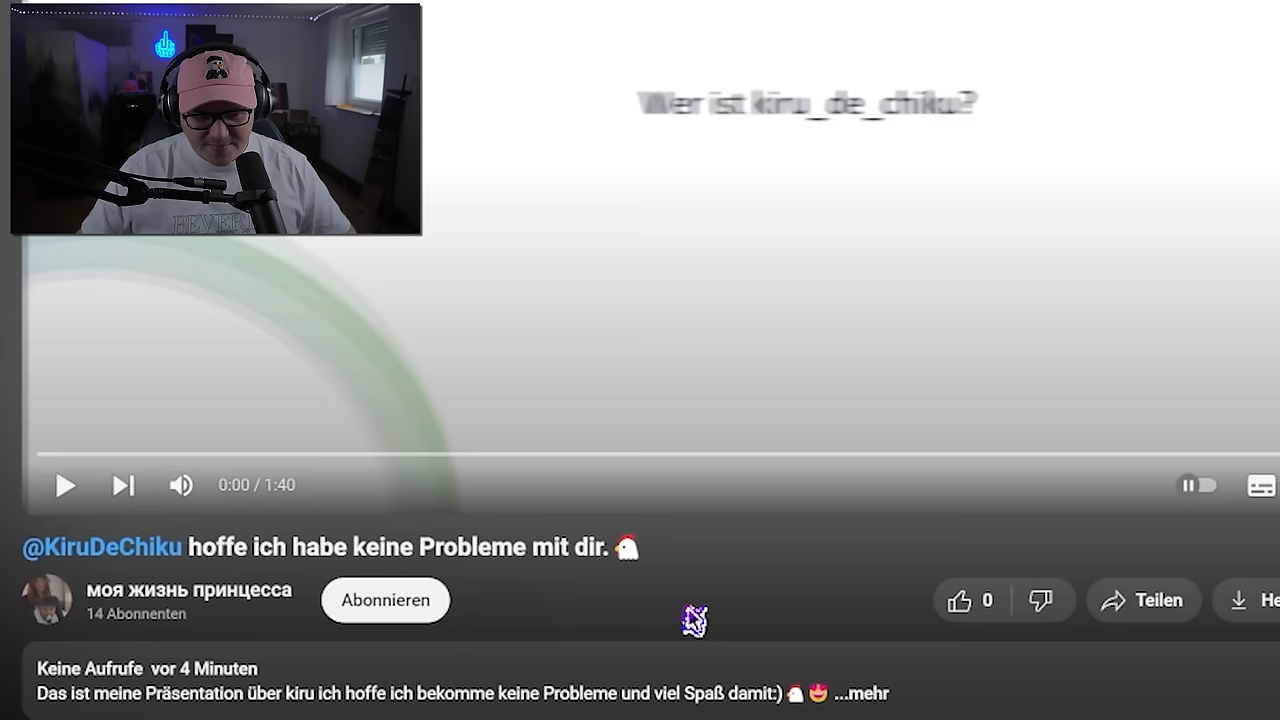 Wer ist kiru_de_chiku?
BEVERL
0:00 / 1:40
@KiruDeChiku hoffe ich habe keine Probleme mit dir. 🐔
моя жизнь принцесса
14 Abonnenten
Abonnieren
0
Teilen
He
Keine Aufrufe vor 4 Minuten
Das ist meine Präsentation über kiru ich hoffe ich bekomme keine Probleme und viel Spaß damit:) 🐔 😍 ...mehr